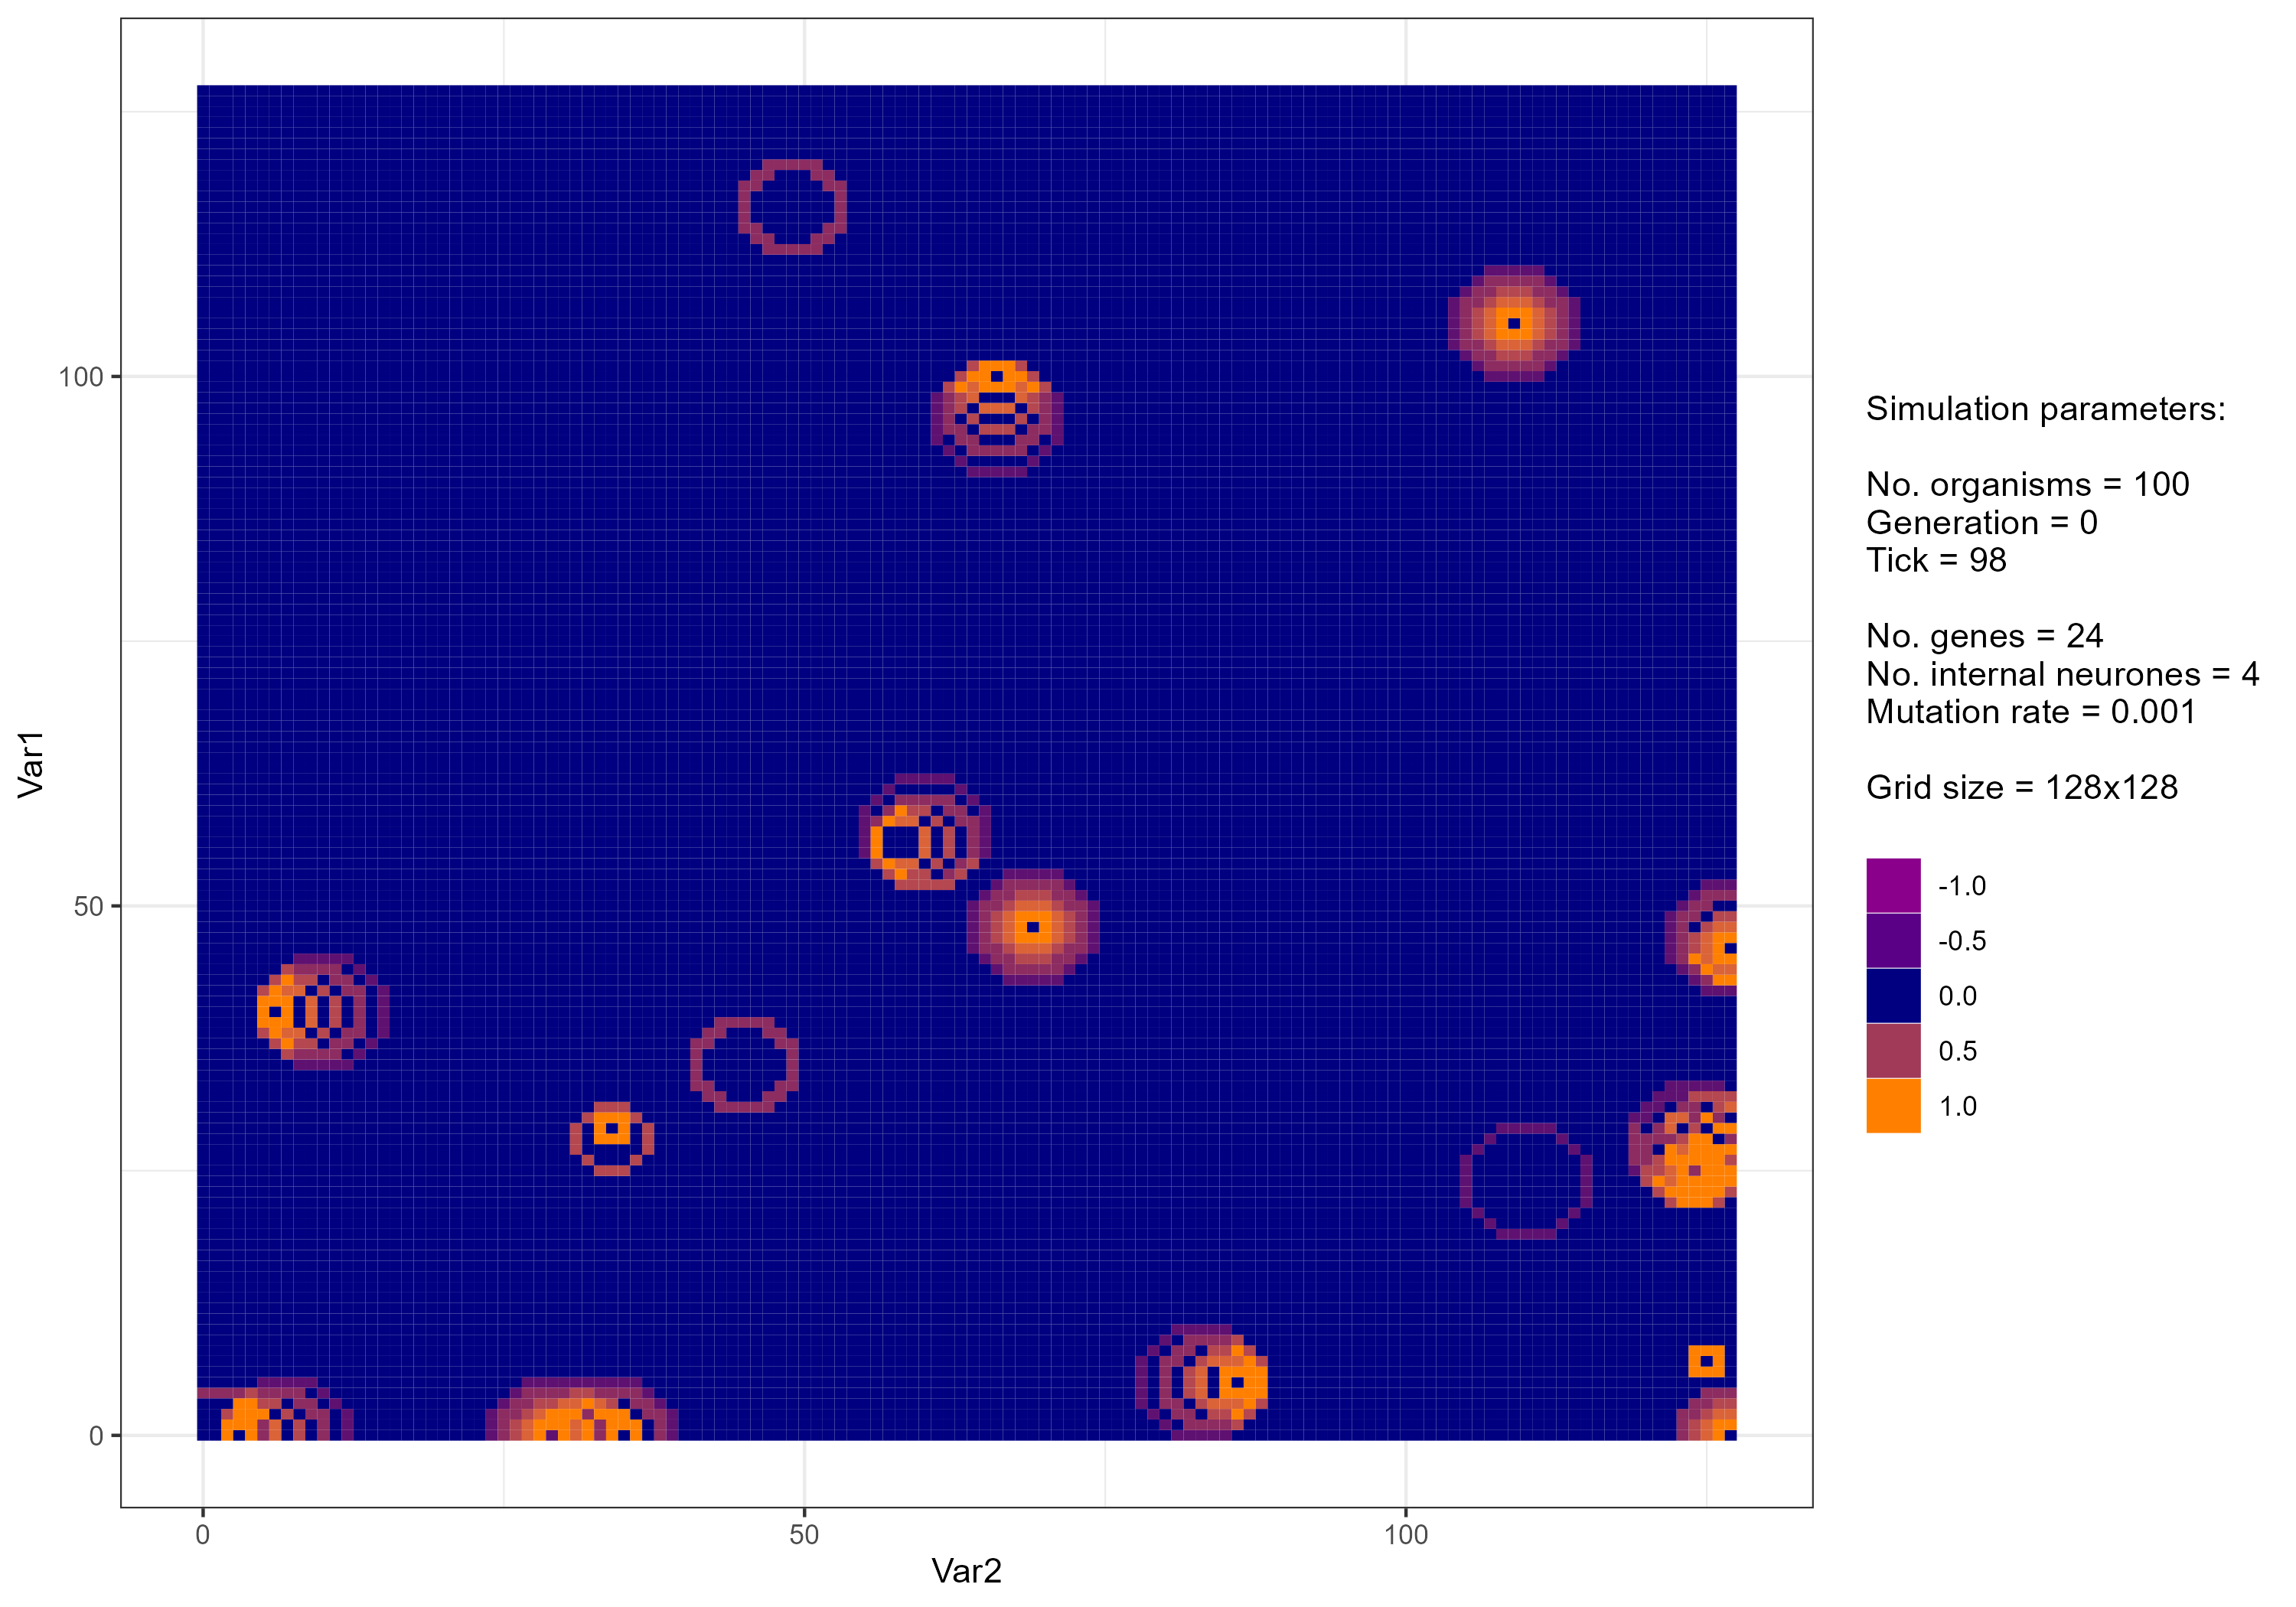 Var1
100
50
0
0
50
100
Var2
Simulation parameters:
No. organisms = 100
Generation = 0
Tick = 98
No. genes = 24
No. internal neurones = 4
Mutation rate = 0.001
Grid size = 128x128
-1.0
-0.5
0.0
0.5
1.0